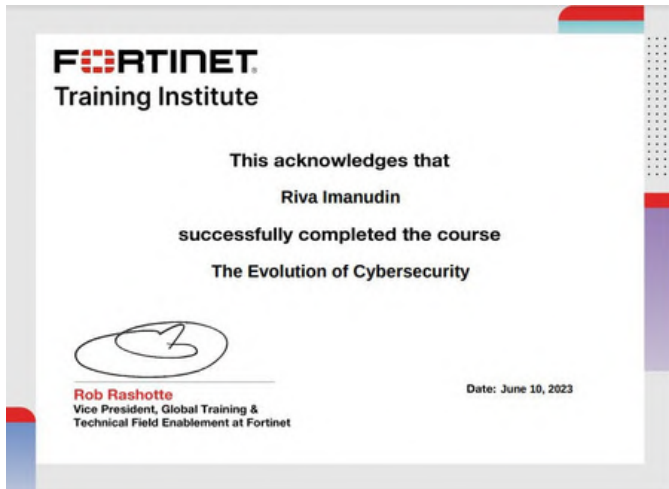 FORTINET
Training Institute
This acknowledges that
Riva Imanudin
successfully completed the course
The Evolution of Cybersecurity
Rob Rashotte
Vice President, Global Training &
Technical Field Enablement at Fortinet
Date: June 10, 2023